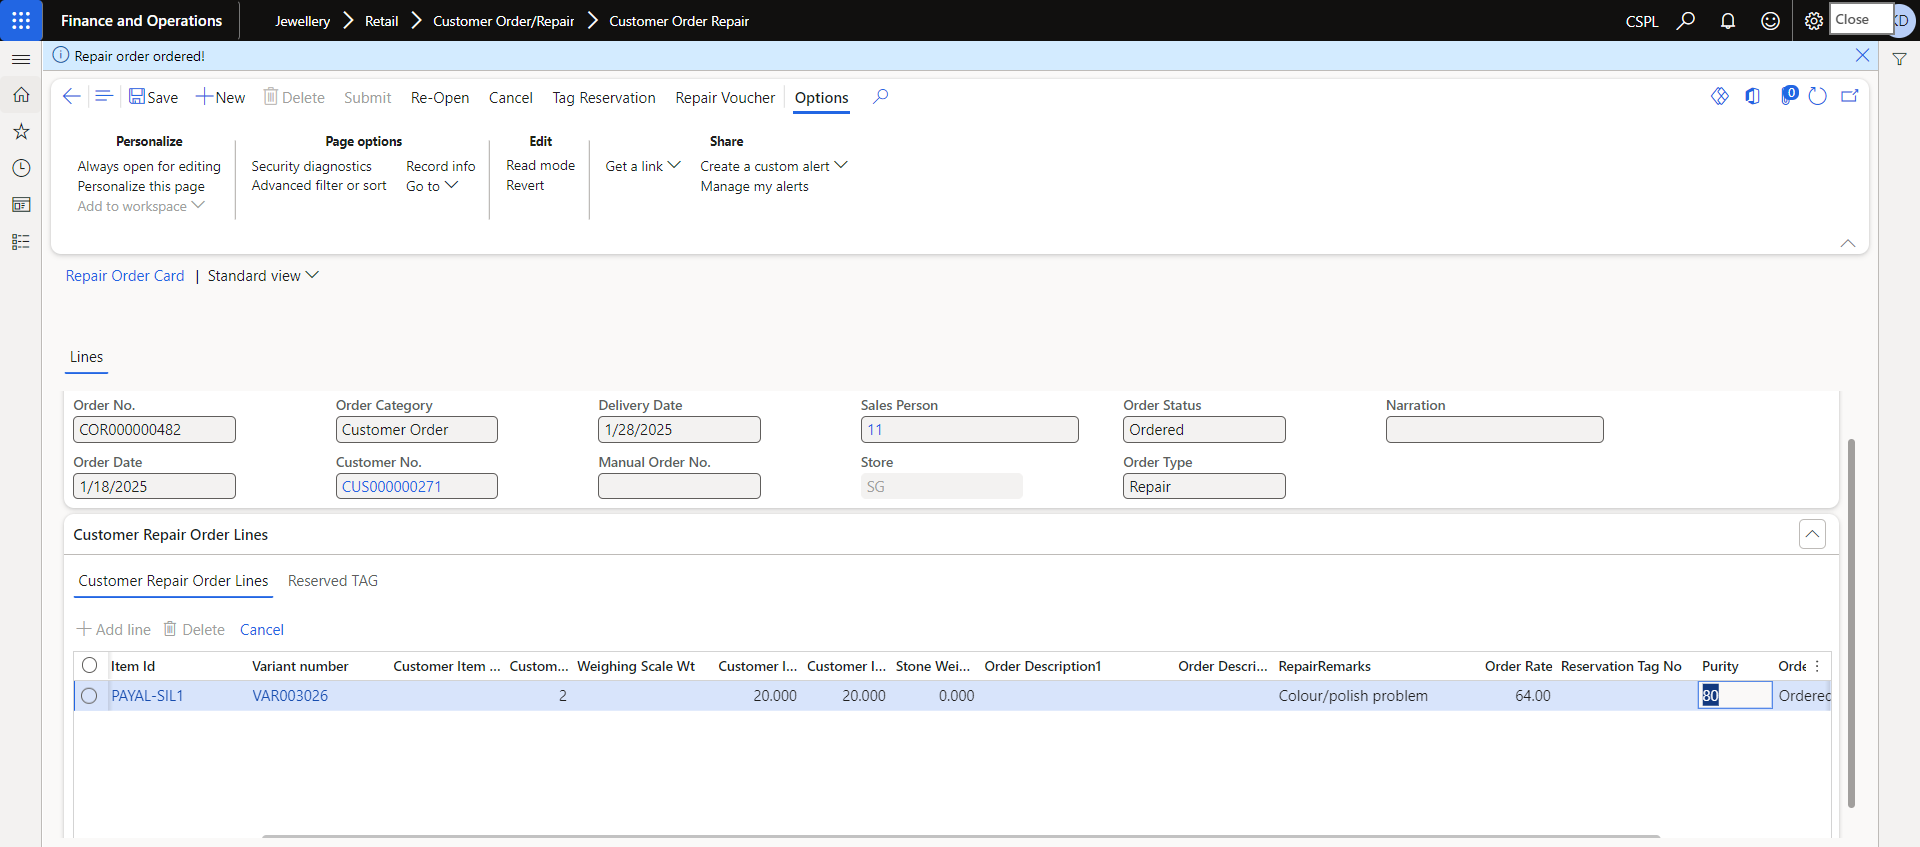 Finance and Operations
Jewellery > Retail > Customer Order/Repair > Customer Order Repair
CSPL
Close
Repair order ordered!
Save New Delete Submit Re-Open Cancel Tag Reservation Repair Voucher Options
0
Personalize
Always open for editing
Personalize this page
Add to workspace
Page options
Security diagnostics Record info
Advanced filter or sort Go to
Edit
Read mode
Revert
Share
Get a link Create a custom alert
Manage my alerts
Repair Order Card | Standard view
Lines
Order No. Order Category Delivery Date Sales Person Order Status Narration
COR000000482 Customer Order 1/28/2025 11 Ordered
Order Date Customer No. Manual Order No. Store Order Type
1/18/2025 CUS000000271 SG Repair
Customer Repair Order Lines
Customer Repair Order Lines Reserved TAG
Add line Delete Cancel
Item Id Variant number Customer Item ... Custom... Weighing Scale Wt Customer I... Customer I... Stone Wei... Order Description1 Order Descri... RepairRemarks Order Rate Reservation Tag No Purity Orde
PAYAL-SIL1 VAR003026 2 20.000 20.000 0.000 Colour/polish problem 64.00 80 Ordered